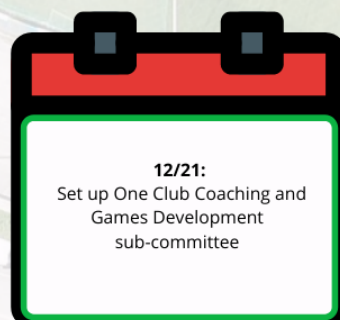 12/21:
Set up One Club Coaching and
Games Development
sub-committee